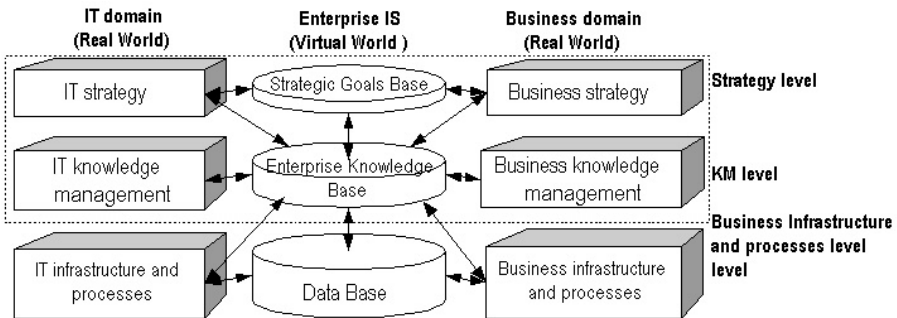 IT domain
(Real World)
Enterprise IS
(Virtual World )
Business domain
(Real World)
IT strategy
Strategic Goals Base
Business strategy
Strategy level
IT knowledge
management
Enterprise Knowledge
Base
Business knowledge
management
KM level
Business Infrastructure
and processes level
level
IT infrastructure and
processes
Data Base
Business infrastructure
and processes